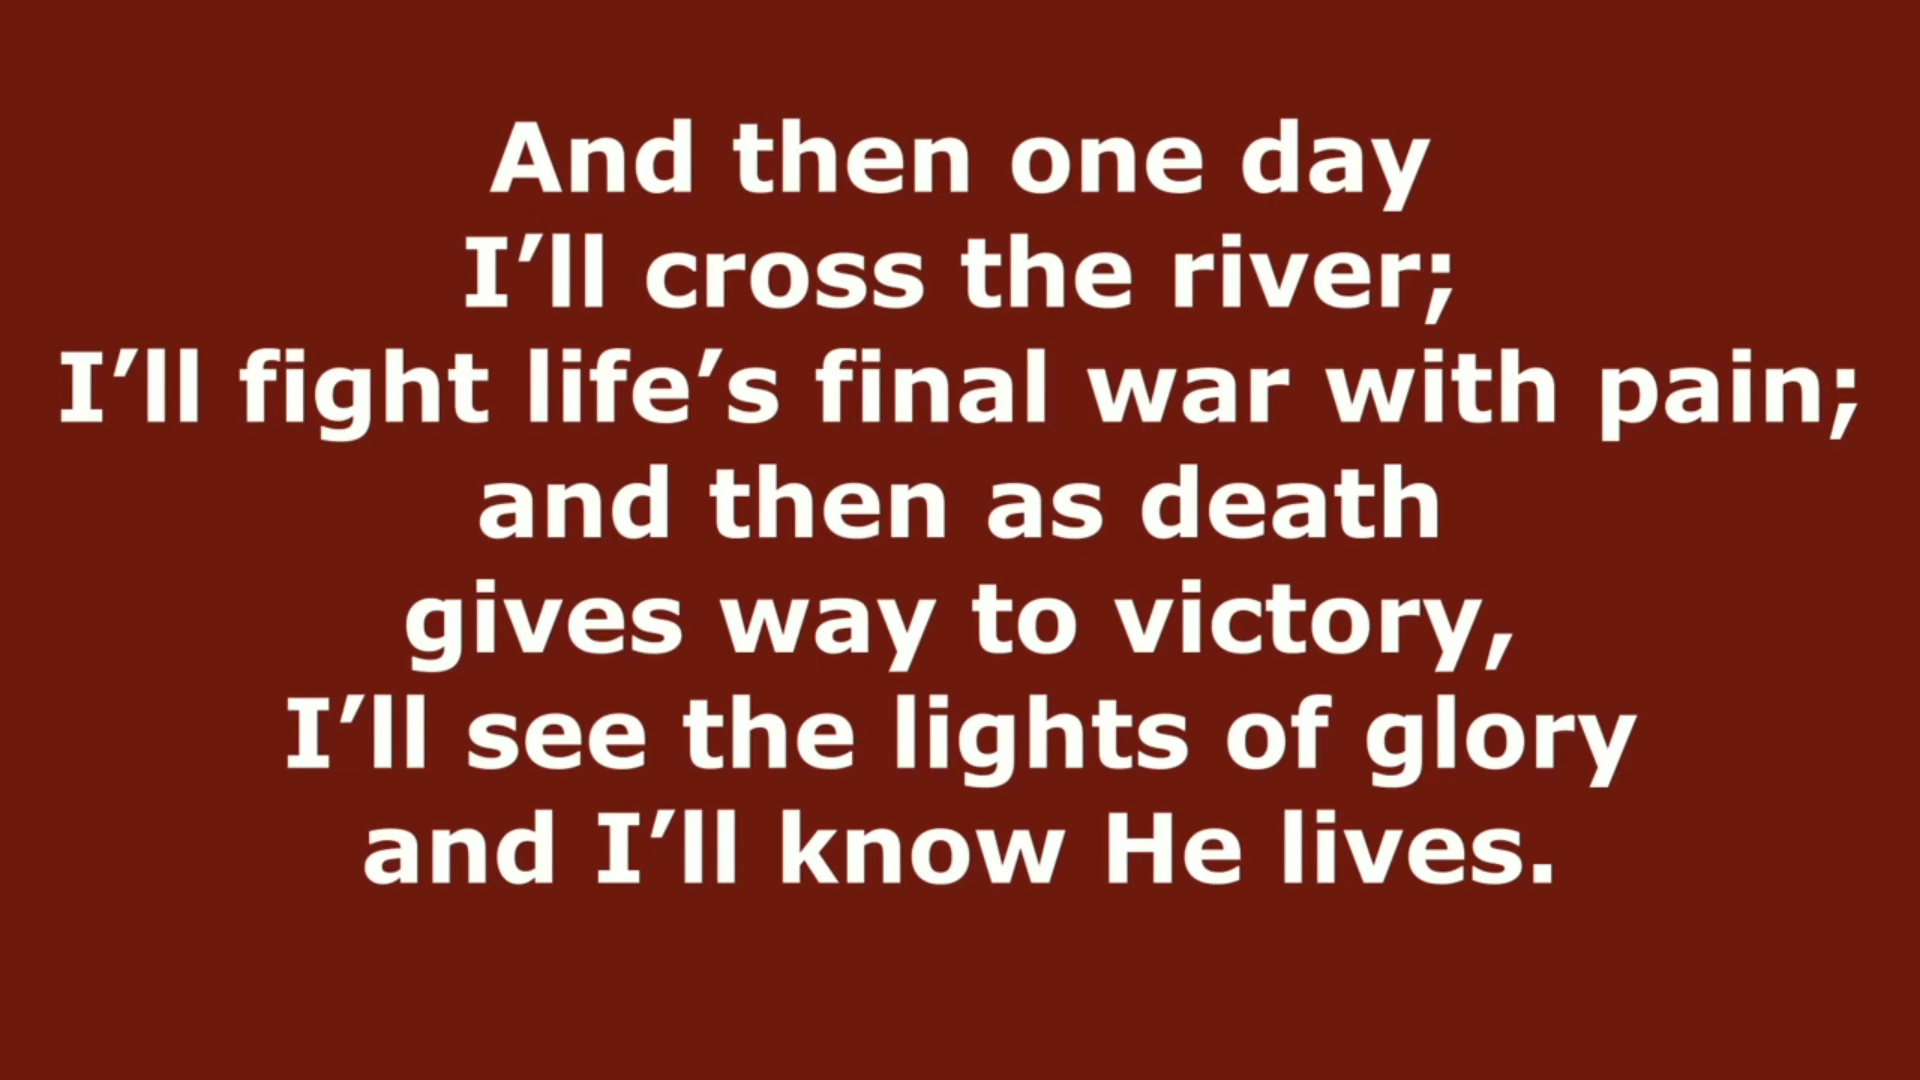 And then one day
I’ll cross the river;
I’ll fight life’s final war with pain;
and then as death
gives way to victory,
I’ll see the lights of glory
and I’ll know He lives.